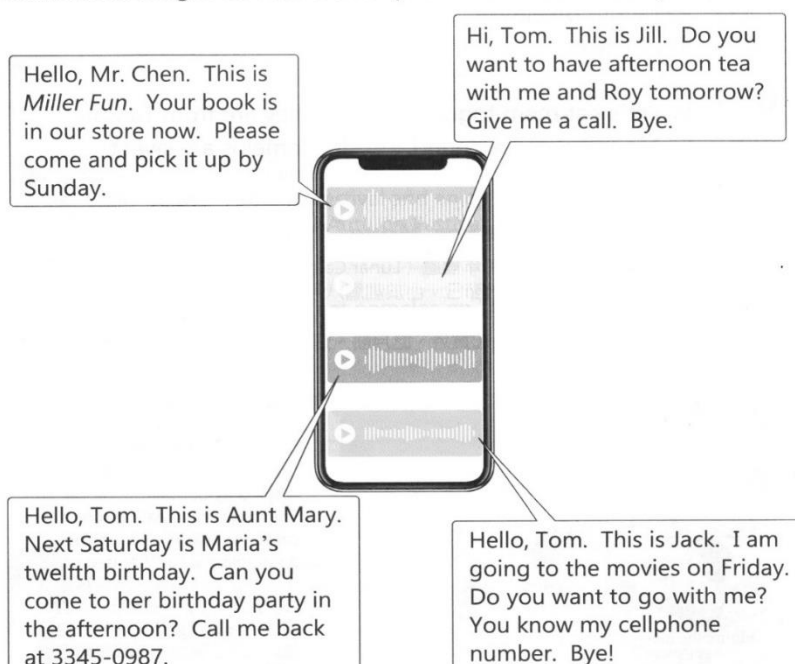 Hello, Mr. Chen. This is
Miller Fun. Your book is
in our store now. Please
come and pick it up by
Sunday.
Hi, Tom. This is Jill. Do you
want to have afternoon tea
with me and Roy tomorrow?
Give me a call. Bye.
Hello, Tom. This is Aunt Mary.
Next Saturday is Maria's
twelfth birthday. Can you
come to her birthday party in
the afternoon? Call me back
at 3345-0987.
Hello, Tom. This is Jack. I am
going to the movies on Friday.
Do you want to go with me?
You know my cellphone
number. Bye!